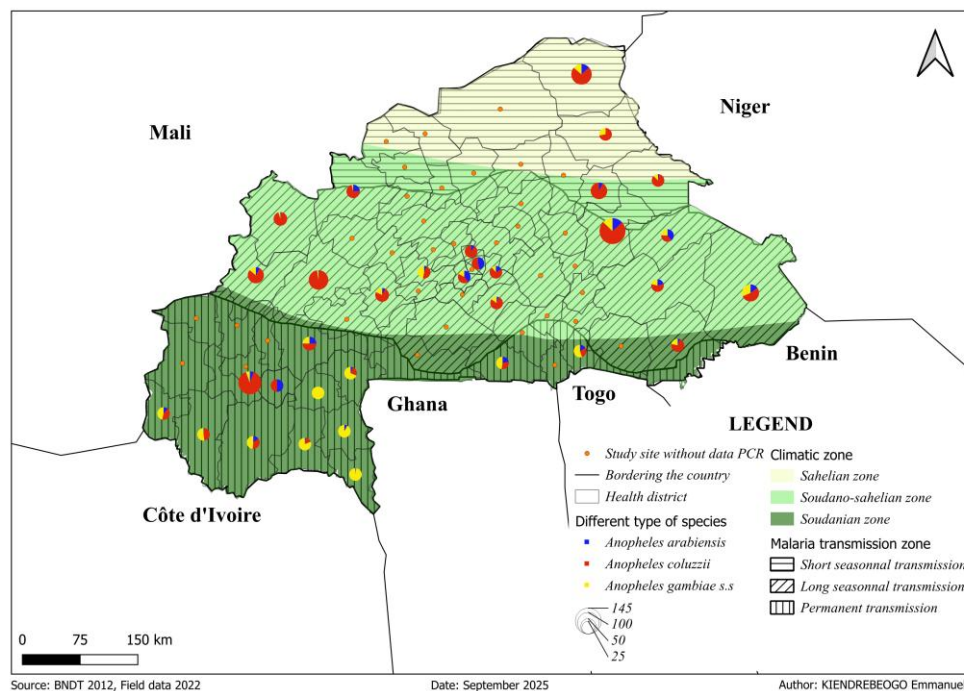 Mali
Niger
Benin
Togo
Ghana
Côte d'Ivoire
LEGEND
Study site without data PCR
Bordering the country
Health district
Different type of species
Anopheles arabiensis
Anopheles coluzzii
Anopheles gambiae s.s
145
100
50
25
Climatic zone
Sahelian zone
Soudano-sahelian zone
Soudanian zone
Malaria transmission zone
Short seasonnal transmission
Long seasonnal transmission
Permanent transmission
0 75 150 km
Source: BNDT 2012, Field data 2022
Date: September 2025
Author: KIENDREBEOGO Emmanuel